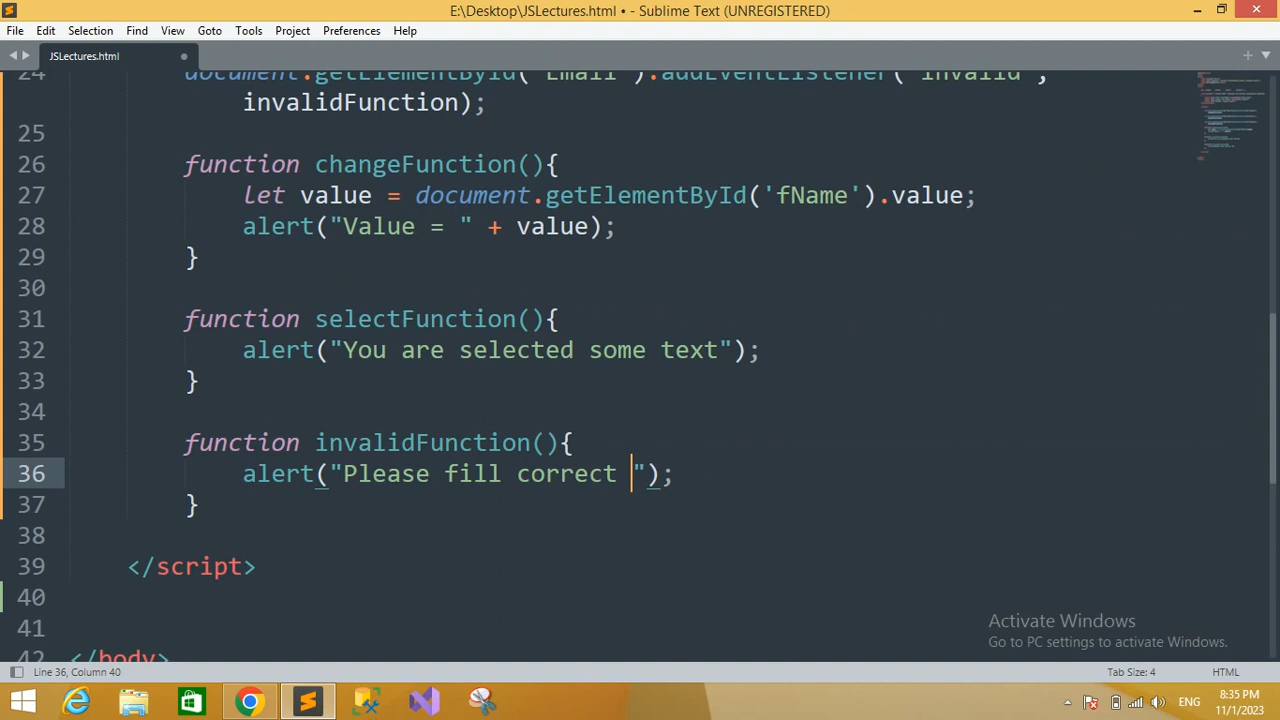 E:\Desktop\JSLectures.html • - Sublime Text (UNREGISTERED)
File Edit Selection Find View Goto Tools Project Preferences Help
JSLectures.html
24 document.getElementById('Email').addEventListener('invalid',
invalidFunction);
25
26 function changeFunction(){
27 let value = document.getElementById('fName').value;
28 alert("Value = " + value);
29 }
30
31 function selectFunction(){
32 alert("You are selected some text");
33 }
34
35 function invalidFunction(){
36 alert("Please fill correct ");
37 }
38
39 </script>
40
41
42 </body>
Activate Windows
Go to PC settings to activate Windows.
Line 36, Column 40 Tab Size: 4 HTML
ENG 8:35 PM
11/1/2023